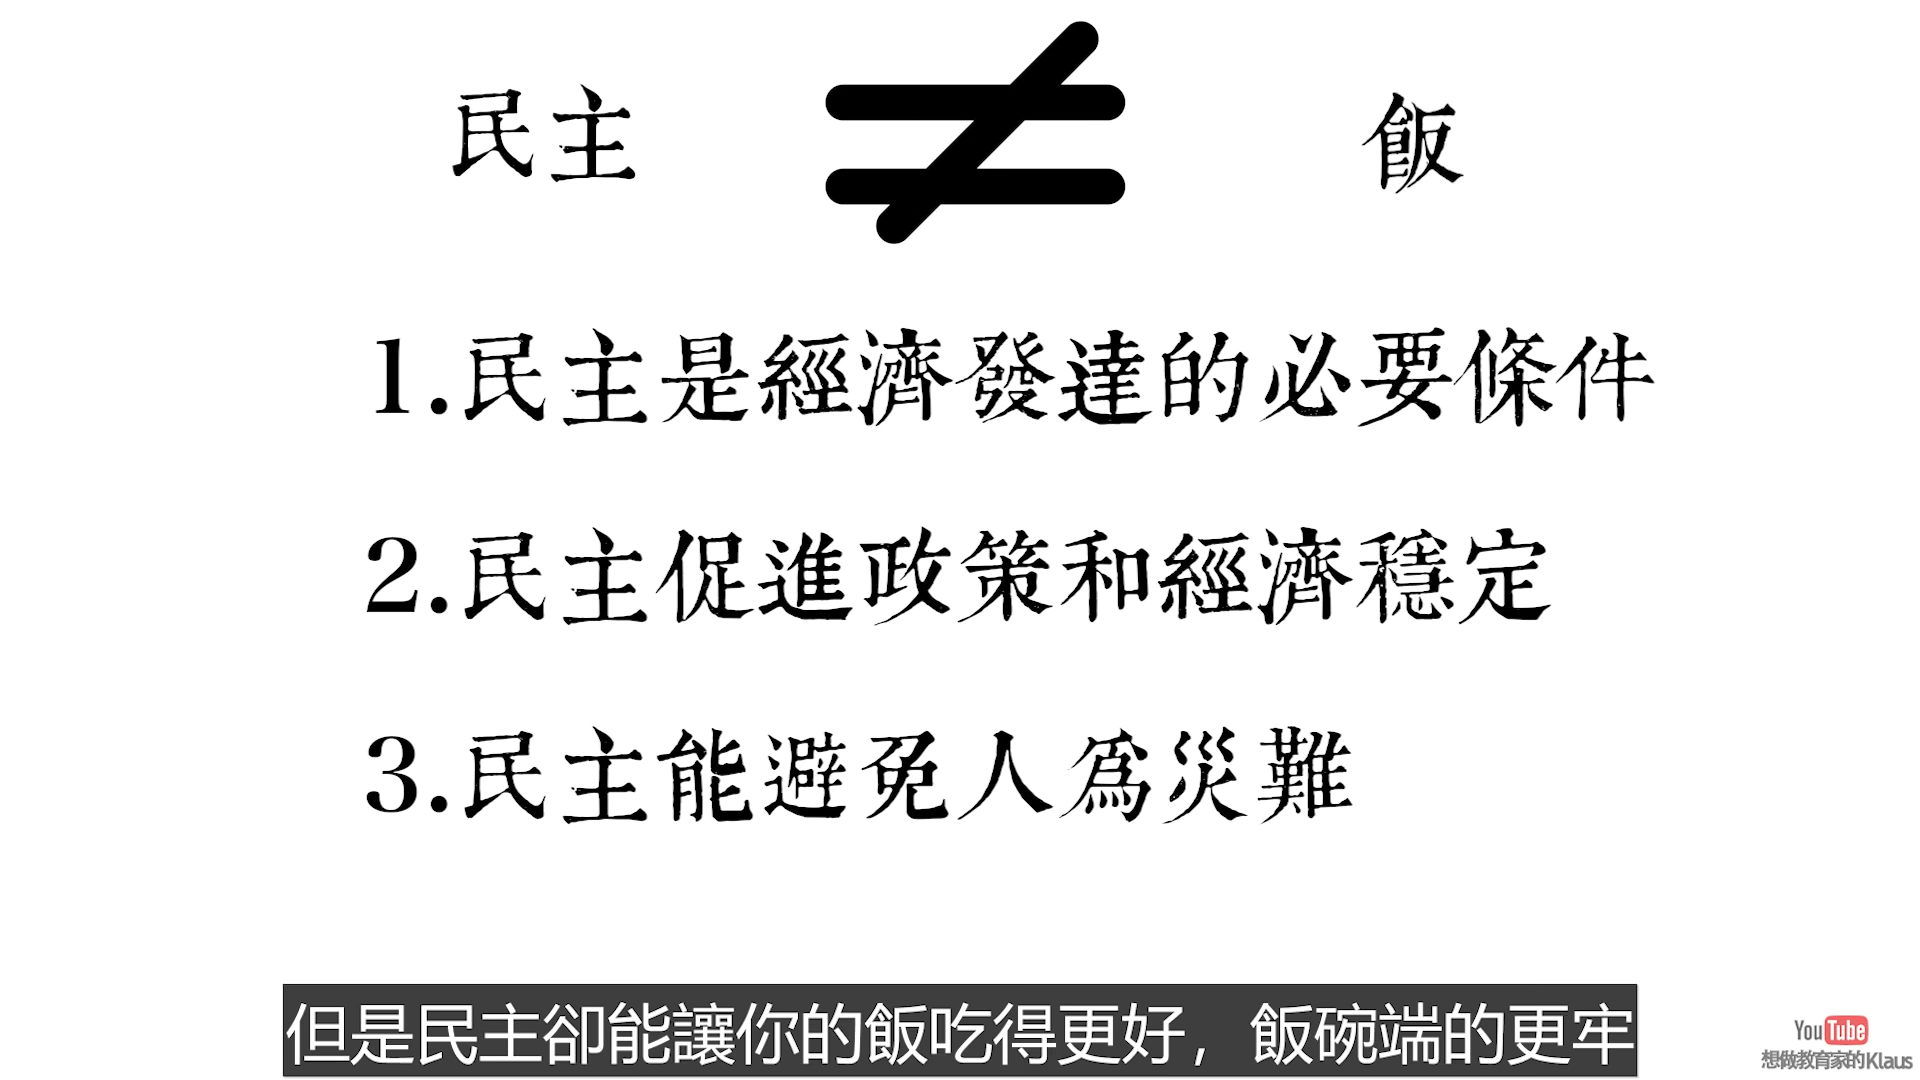 民主 ≠ 飯
1.民主是經濟發達的必要條件
2.民主促進政策和經濟穩定
3.民主能避免人為災難
但是民主卻能讓你的飯吃得更好，飯碗端的更牢
YouTube
想做教育家的Klaus